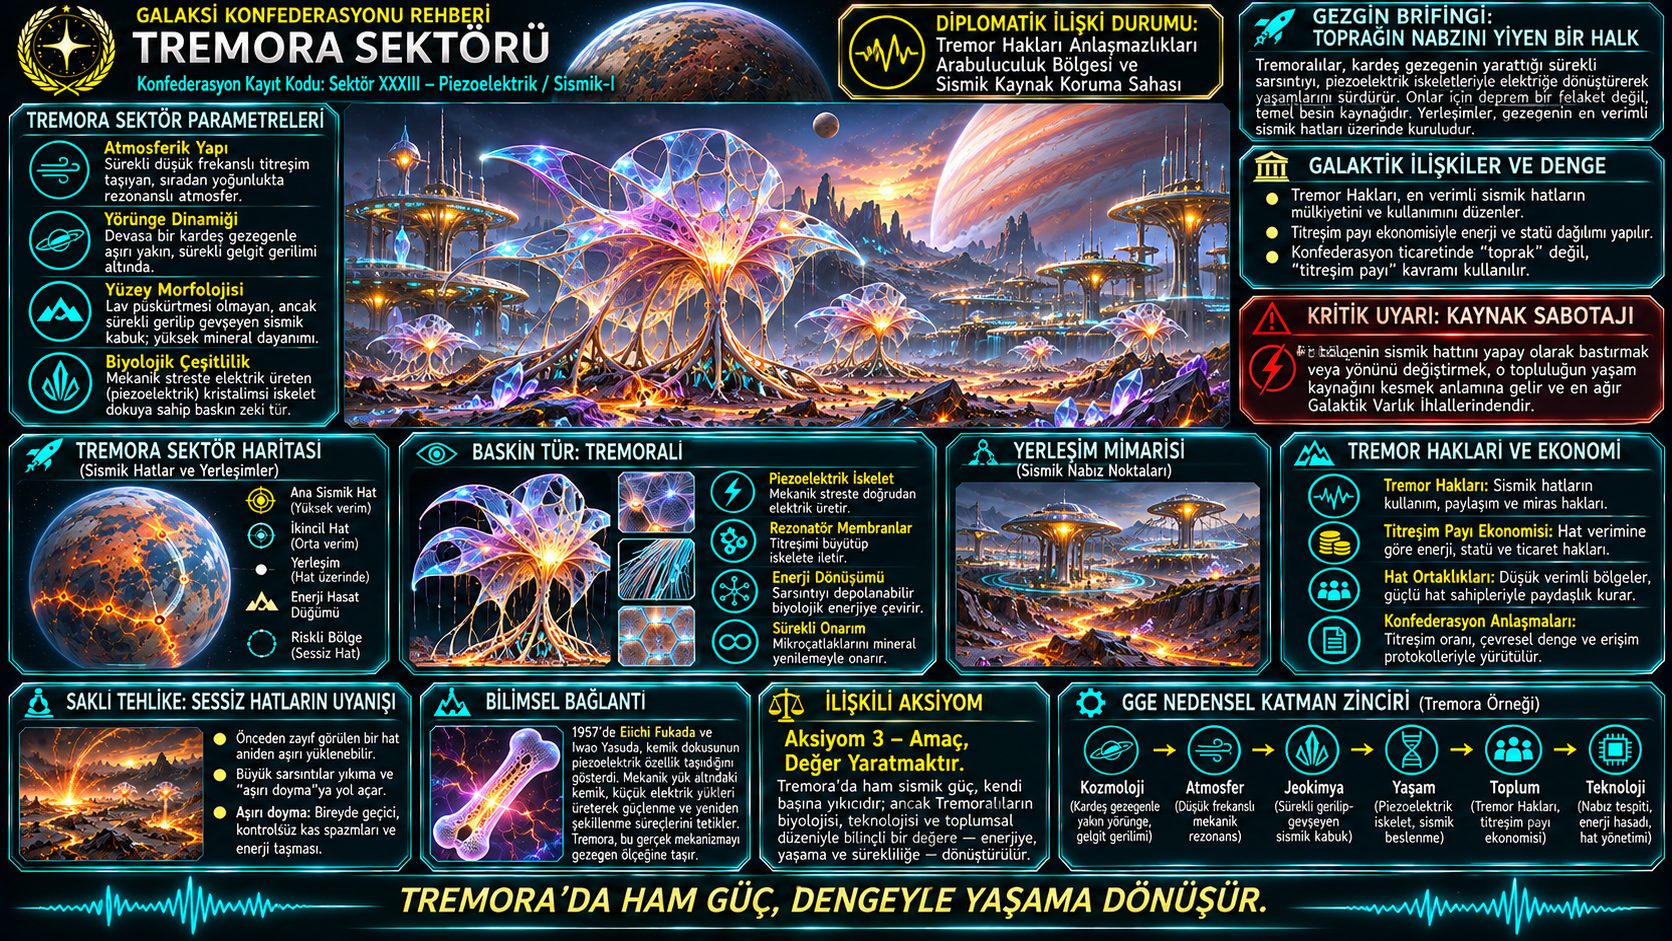 GALAKSİ KONFEDERASYONU REHBERİ
TREMORA SEKTÖRÜ
Konfederasyon Kayıt Kodu: Sektör XXXIII – Piezoelektrik / Sismik-I
DİPLOMATİK İLİŞKİ DURUMU:
Tremor Hakları Anlaşmazlıkları
Arabuluculuk Bölgesi ve
Sismik Kaynak Koruma Sahası
GEZGİN BRİFİNGİ:
TOPRAĞIN NABZINI YİYEN BİR HALK
Tremoralılar, kardeş gezegenin yarattığı sürekli
sarsıntıyı, piezoelektrik iskeletleriyle elektriğe dönüştürerek
yaşamlarını sürdürür. Onlar için deprem bir felaket değil,
temel besin kaynağıdır. Yerleşimler, gezegenin en verimli
sismik hatları üzerinde kuruludur.
TREMORA SEKTÖR PARAMETRELERİ
Atmosferik Yapı
Sürekli düşük frekanslı titreşim
taşıyan, sıradan yoğunlukta
rezonanslı atmosfer.
Yörünge Dinamiği
Devasa bir kardeş gezegenle
aşırı yakın, sürekli gelgit gerilimi
altında.
Yüzey Morfolojisi
Lav püskürtmesi olmayan, ancak
sürekli gerilip gevşeyen sismik
kabuk; yüksek mineral dayanımı.
Biyolojik Çeşitlilik
Mekanik streste elektrik üreten
(piezoelektrik) kristalimsi iskelet
dokuya sahip baskın zeki tür.
GALAKTİK İLİŞKİLER VE DENGE
Tremor Hakları, en verimli sismik hatların
mülkiyetini ve kullanımını düzenler.
Titreşim payı ekonomisiyle enerji ve statü dağılımı yapılır.
Konfederasyon ticaretinde “toprak” değil,
“titreşim payı” kavramı kullanılır.
KRİTİK UYARI: KAYNAK SABOTAJI
sismik hattını yapay olarak bastırmak
veya yönünü değiştirmek, o topluluğun yaşam
kaynağını kesmek anlamına gelir ve en ağır
Galaktik Varlık İhlallerindendir.
TREMORA SEKTÖR HARİTASI
(Sismik Hatlar ve Yerleşimler)
Ana Sismik Hat
(Yüksek verim)
İkincil Hat
(Orta verim)
Yerleşim
(Hat üzerinde)
Enerji Hasat
Düğümü
Riskli Bölge
(Sessiz Hat)
BASKIN TÜR: TREMORALİ
Piezoelektrik İskelet
Mekanik streste doğrudan
elektrik üretir.
Rezonatör Membranlar
Titreşimi büyütüp
iskelete iletir.
Enerji Dönüşümü
Sarsıntıyı depolanabilir
biyolojik enerjiye çevirir.
Sürekli Onarım
Mikroçatlaklarını mineral
yenilemeyle onarır.
YERLEŞİM MİMARİSİ
(Sismik Nabız Noktaları)
TREMOR HAKLARİ VE EKONOMİ
Tremor Hakları: Sismik hatların
kullanım, paylaşım ve miras hakları.
Titreşim Payı Ekonomisi: Hat verimine
göre enerji, statü ve ticaret hakları.
Hat Ortaklıkları: Düşük verimli bölgeler,
güçlü hat sahipleriyle paydaşlık kurar.
Konfederasyon Anlaşmaları:
Titreşim oranı, çevresel denge ve erişim
protokolleriyle yürütülür.
SAKLİ TEHLİKE: SESSİZ HATLARIN UYANIŞI
Önceden zayıf görülen bir hat
aniden aşırı yüklenebilir.
Büyük sarsıntılar yıkıma ve
“aşırı doyma”ya yol açar.
Aşırı doyma: Bireyde geçici,
kontrolsüz kas spazmları ve
enerji taşması.
BİLİMSEL BAĞLANTİ
1957’de Eiichi Fukada ve
Iwao Yasuda, kemik dokusunun
piezoelektrik özellik taşıdığını
gösterdi. Mekanik yük altındaki
kemik, küçük elektrik yükleri
üreterek güçlenme ve yeniden
şekillenme süreçlerini tetikler.
Tremora, bu gerçek mekanizmayı
gezegen ölçeğine taşır.
İLİŞKİLİ AKSİYOM
Aksiyom 3 – Amaç,
Değer Yaratmaktır.
Tremora’da ham sismik güç, kendi
başına yıkıcıdır; ancak Tremoralıların
biyolojisi, teknolojisi ve toplumsal
düzeniyle bilinçli bir değere — enerjiye,
yaşama ve sürekliliğe — dönüştürülür.
GGE NEDENSEL KATMAN ZİNCİRİ (Tremora Örneği)
Kozmoloji
(Kardeş gezegenle
yakın yörünge,
gelgit gerilimi)
Atmosfer
(Düşük frekanslı
mekanik
rezonans)
Jeokimya
(Sürekli gerilip-
gevşeyen
sismik kabuk)
Yaşam
(Piezoelektrik
iskelet, sismik
beslenme)
Toplum
(Tremor Hakları,
titreşim payı
ekonomisi)
Teknoloji
(Nabız tespiti,
enerji hasadı,
hat yönetimi)
TREMORA’DA HAM GÜÇ, DENGEYLE YAŞAMA DÖNÜŞÜR.